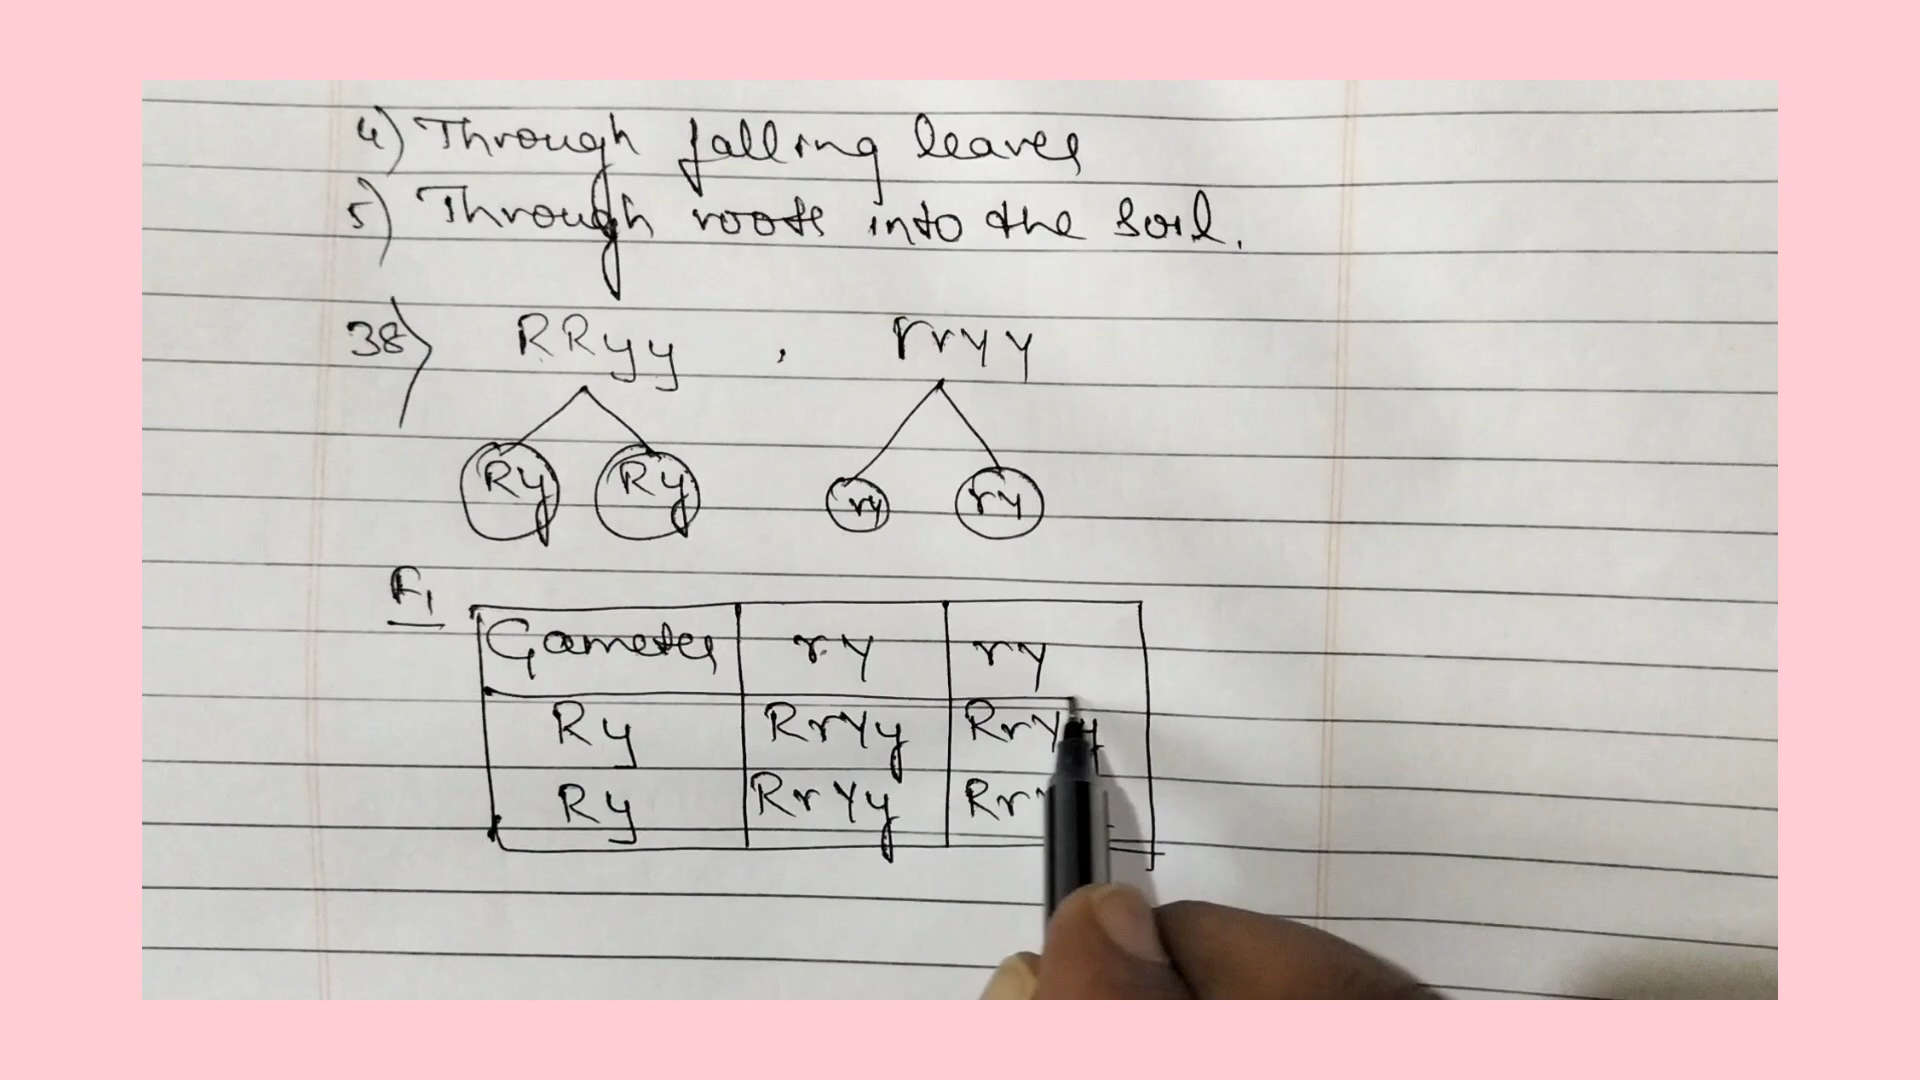 4) Through falling leaves
5) Through roots into the soil.
38) RRyy , rrYY
Ry Ry rY rY
F1
Gametes rY rY
Ry RrYy RrYy
Ry RrYy Rr